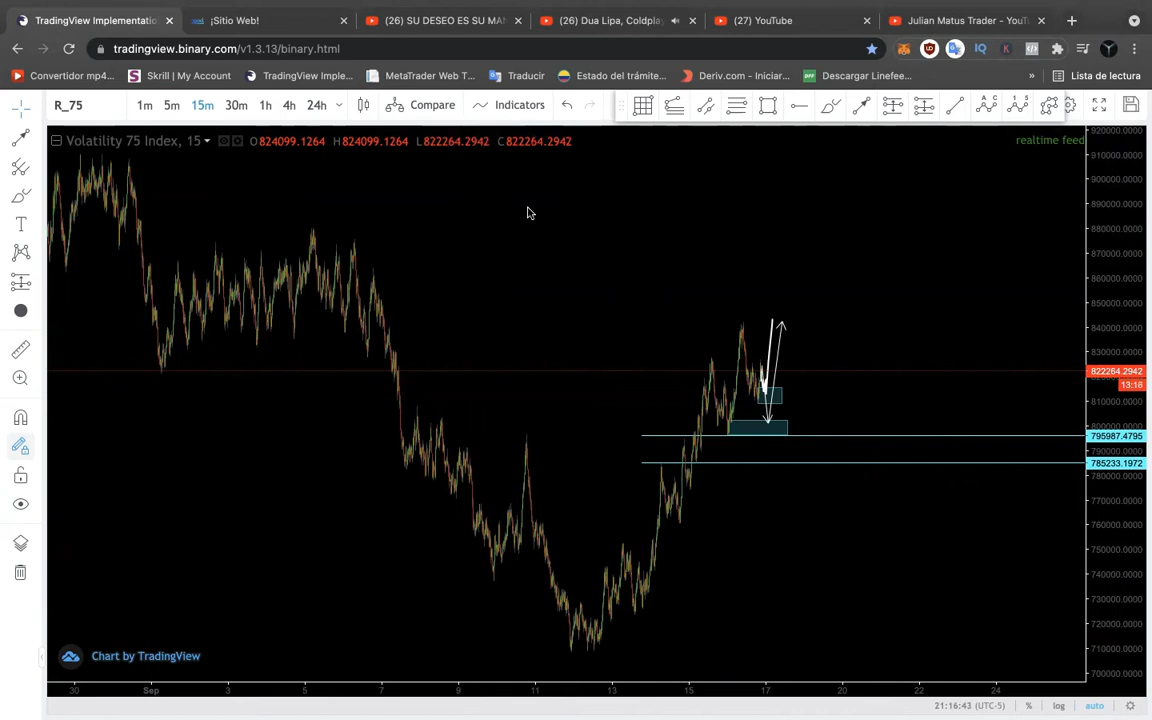 TradingView Implementatio
¡Sitio Web!
(26) SU DESEO ES SU MAN
(26) Dua Lipa, Coldplay
(27) YouTube
Julian Matus Trader - YouT
tradingview.binary.com/v1.3.13/binary.html
Convertidor mp4...
Skrill | My Account
TradingView Imple...
MetaTrader Web T...
Traducir
Estado del trámite...
Deriv.com - Iniciar...
Descargar Linefee...
»
Lista de lectura
R_75
1m 5m 15m 30m 1h 4h 24h
Compare
Indicators
Volatility 75 Index, 15
O824099.1264 H824099.1264 L822264.2942 C822264.2942
realtime feed
920000.0000
910000.0000
900000.0000
890000.0000
880000.0000
870000.0000
860000.0000
850000.0000
840000.0000
830000.0000
822264.2942
13:16
810000.0000
800000.0000
795987.4795
790000.0000
785233.1972
780000.0000
770000.0000
760000.0000
750000.0000
740000.0000
730000.0000
720000.0000
710000.0000
700000.0000
Chart by TradingView
30 Sep 3 5 7 9 11 13 15 17 20 22 24
21:16:43 (UTC-5) % log auto